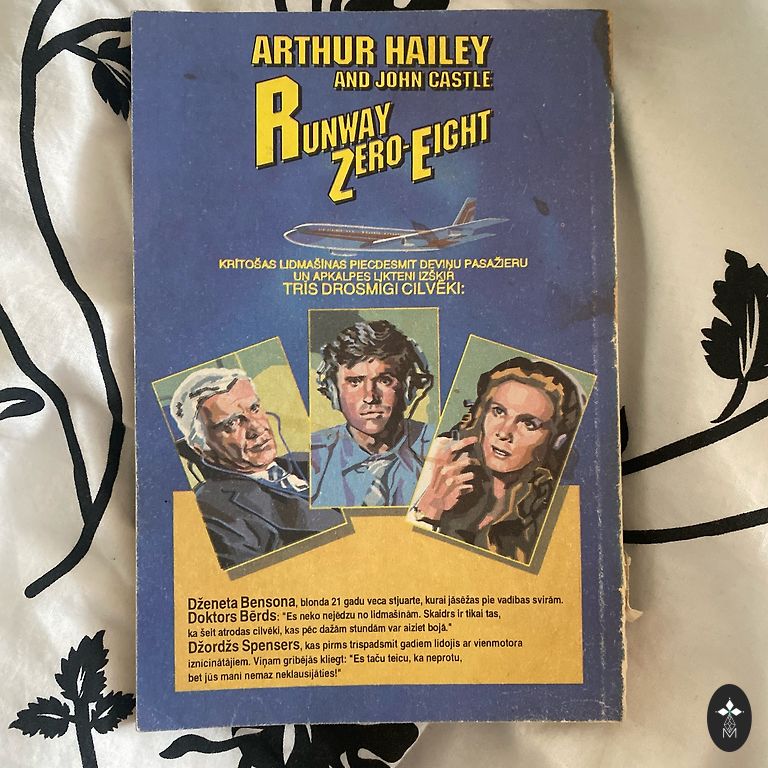 ARTHUR HAILEY
AND JOHN CASTLE
RUNWAY
ZERO-EIGHT
KRĪTOŠAS LIDMAŠĪNAS PIECDESMIT DEVIŅU PASAŽIERU
UN APKALPES LIKTENI IZŠĶIR
TRĪS DROSMĪGI CILVĒKI:
Dženeta Bensona, blonda 21 gadu veca stjuarte, kurai jāsēžas pie vadības svirām.
Doktors Bērds: "Es neko nejēdzu no lidmašīnām. Skaidrs ir tikai tas,
ka šeit atrodas cilvēki, kas pēc dažām stundām var aiziet bojā."
Džordžs Spensers, kas pirms trīspadsmit gadiem lidojis ar vienmotora
iznīcinātājiem. Viņam gribējās kliegt: "Es taču teicu, ka neprotu,
bet jūs mani nemaz neklausījāties!"
M